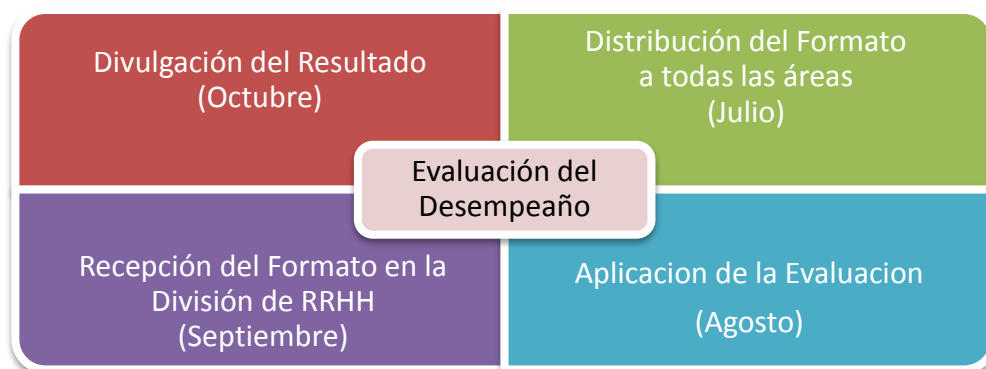 Divulgación del Resultado
(Octubre)
Distribución del Formato
a todas las áreas
(Julio)
Evaluación del
Desempeaño
Recepción del Formato en la
División de RRHH
(Septiembre)
Aplicacion de la Evaluacion
(Agosto)